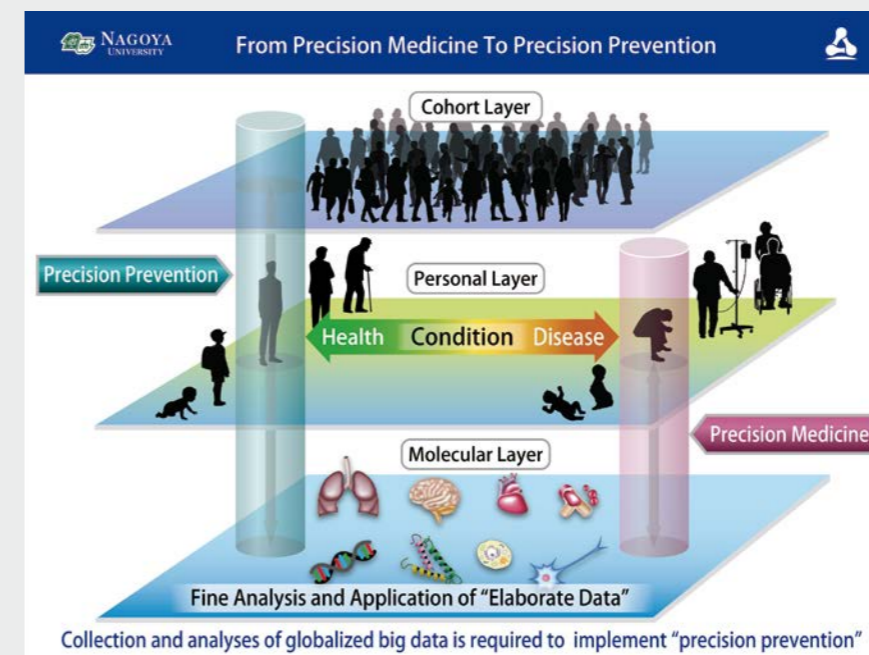 NAGOYA
UNIVERSITY
From Precision Medicine To Precision Prevention
Cohort Layer
Precision Prevention
Personal Layer
Health Condition Disease
Precision Medicine
Molecular Layer
Fine Analysis and Application of “Elaborate Data”
Collection and analyses of globalized big data is required to implement “precision prevention”